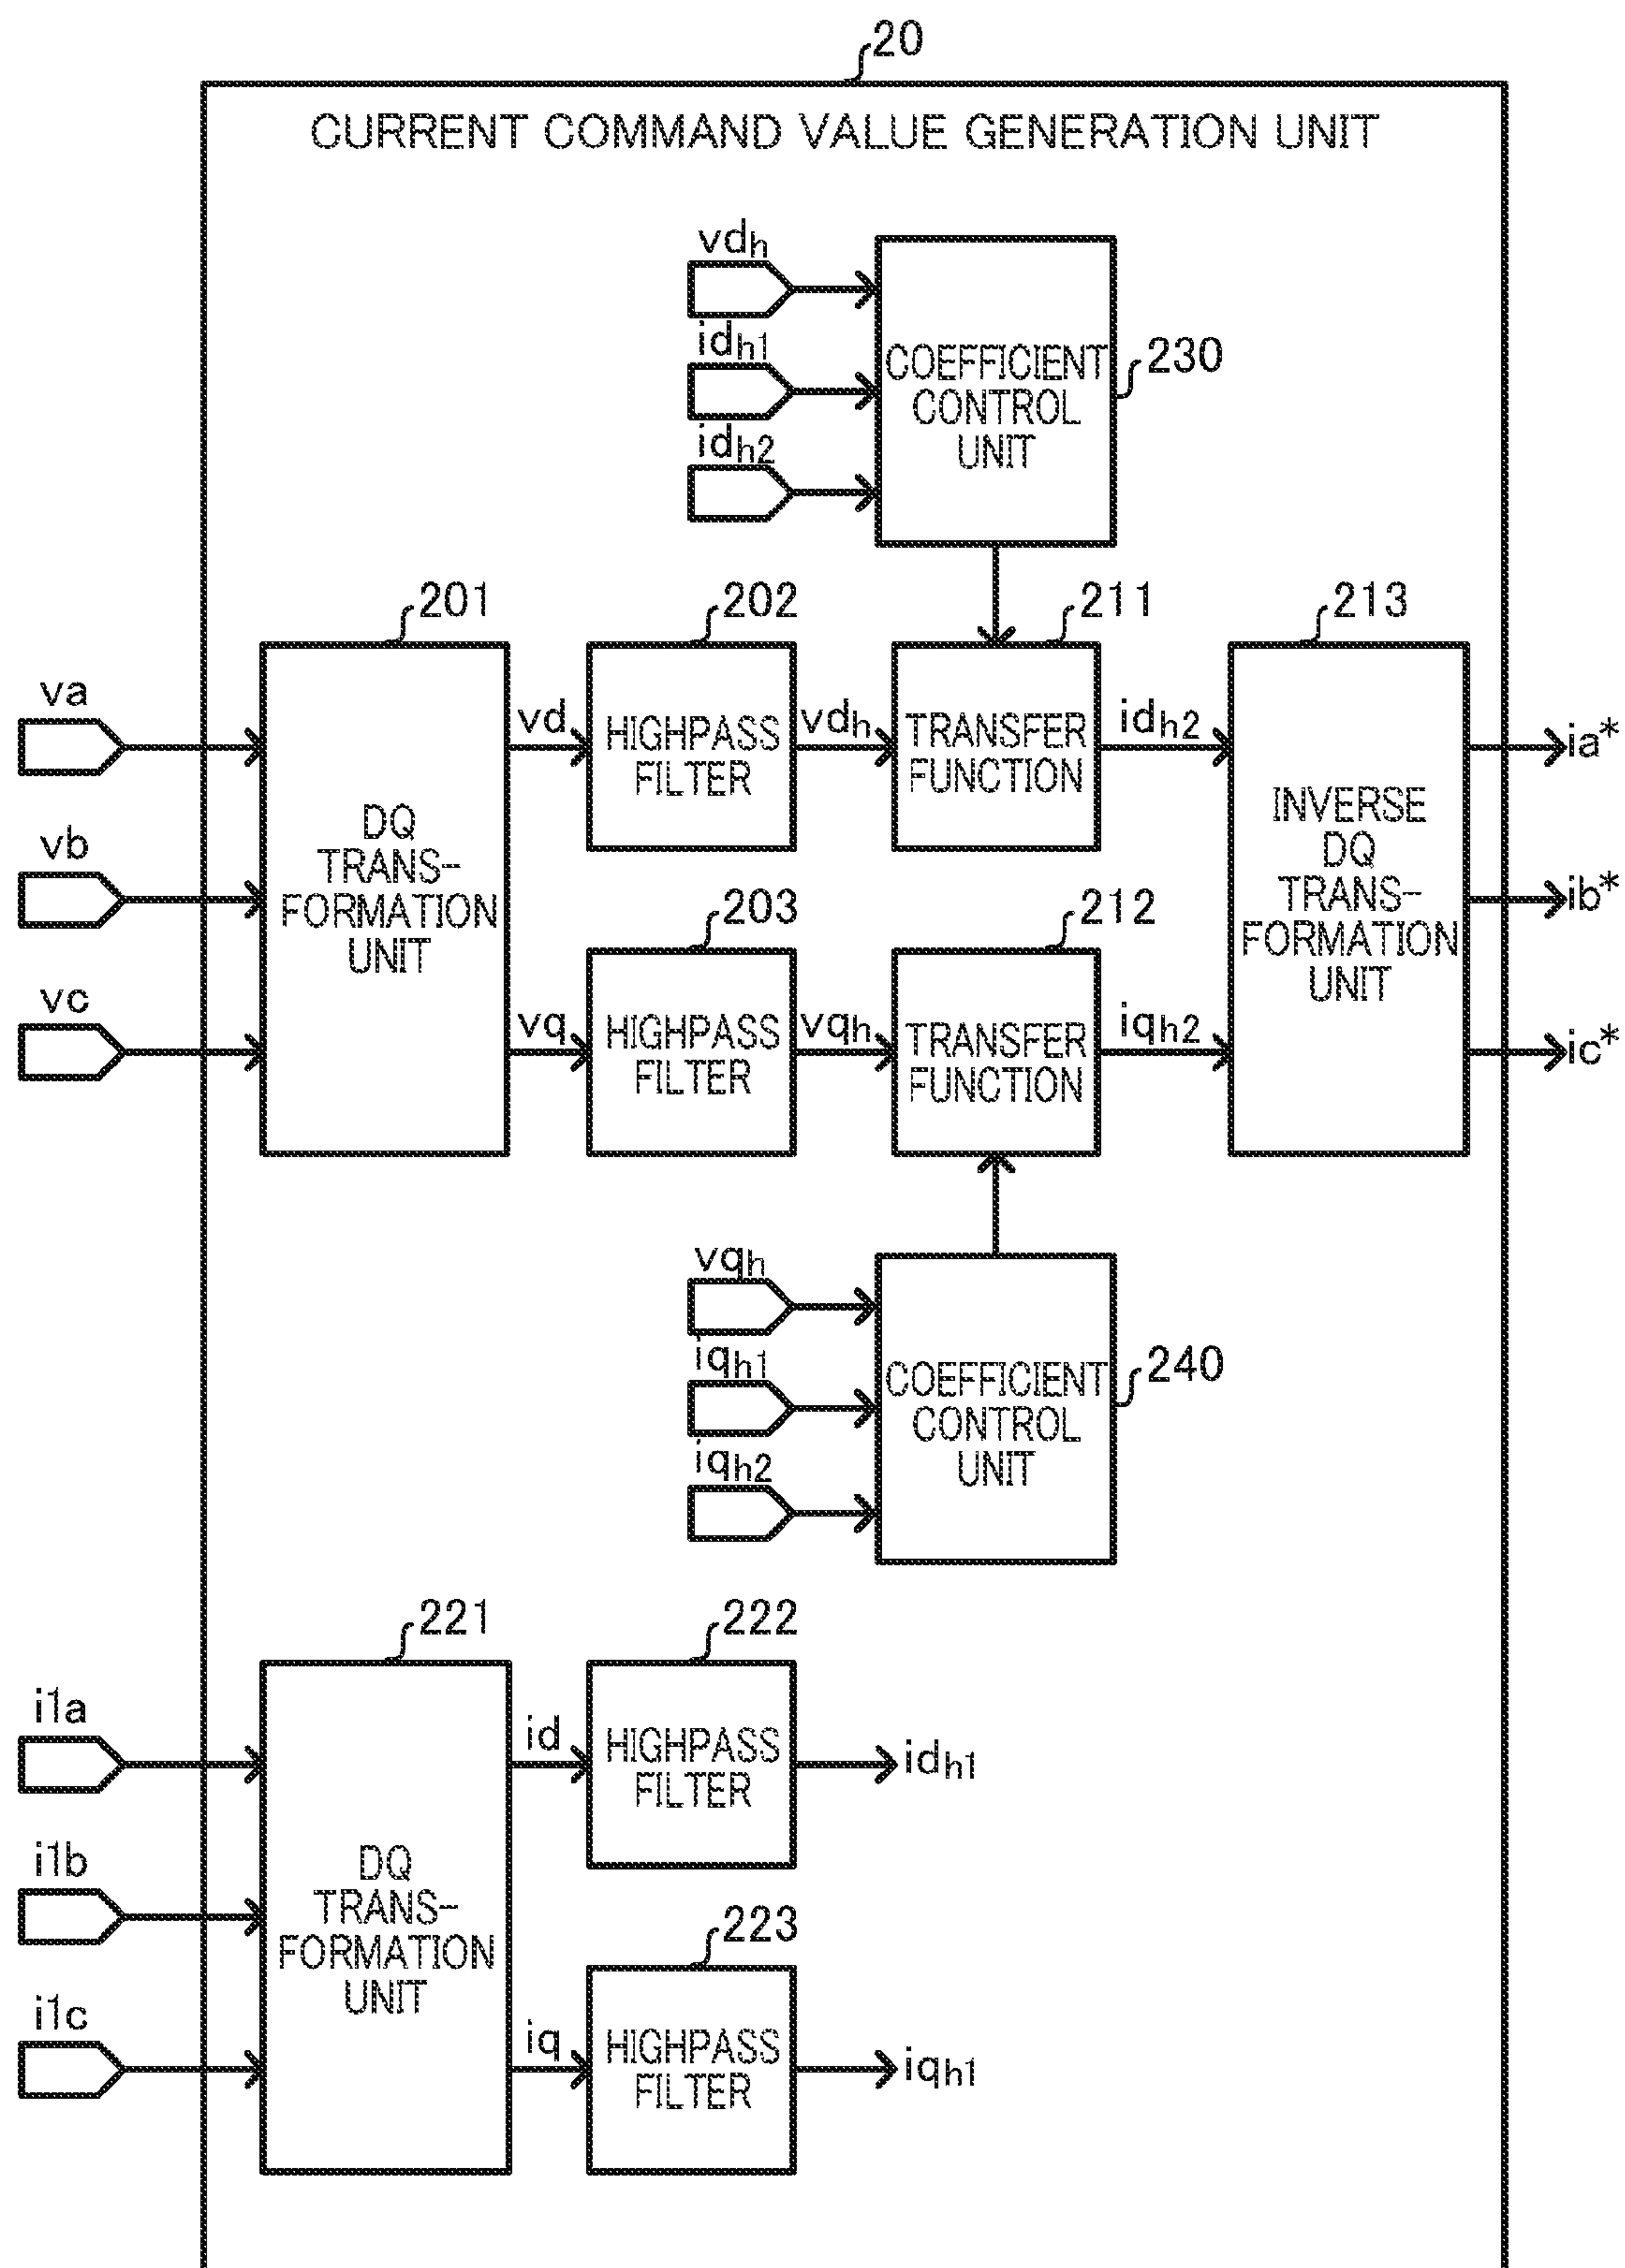 20
CURRENT COMMAND VALUE GENERATION UNIT
vdh
idh1
idh2
COEFFICIENT
CONTROL
UNIT
230
201
202
211
213
va
vb
vc
DQ
TRANS-
FORMATION
UNIT
vd
HIGHPASS
FILTER
vdh
TRANSFER
FUNCTION
idh2
203
212
vq
HIGHPASS
FILTER
vqh
TRANSFER
FUNCTION
iqh2
INVERSE
DQ
TRANS-
FORMATION
UNIT
ia*
ib*
ic*
vqh
iqh1
iqh2
COEFFICIENT
CONTROL
UNIT
240
221
222
i1a
i1b
i1c
DQ
TRANS-
FORMATION
UNIT
id
HIGHPASS
FILTER
idh1
223
iq
HIGHPASS
FILTER
iqh1